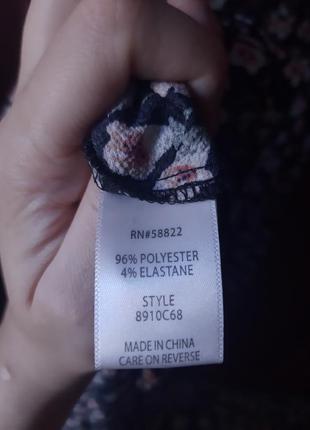 RN#58822
96% POLYESTER
4% ELASTANE
STYLE
8910C68
MADE IN CHINA
CARE ON REVERSE